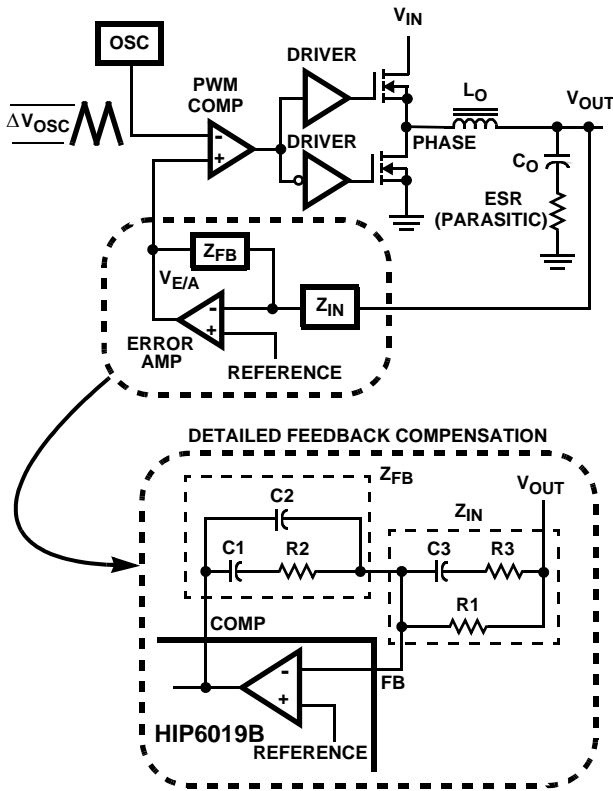 OSC
V_IN
DRIVER
PWM
COMP
ΔV_OSC
DRIVER
L_O
V_OUT
PHASE
C_O
ESR
(PARASITIC)
-
+
Z_FB
V_E/A
Z_IN
-
+
ERROR
AMP
REFERENCE
DETAILED FEEDBACK COMPENSATION
Z_FB
V_OUT
C2
Z_IN
C1
R2
C3
R3
R1
COMP
-
+
FB
HIP6019B
REFERENCE